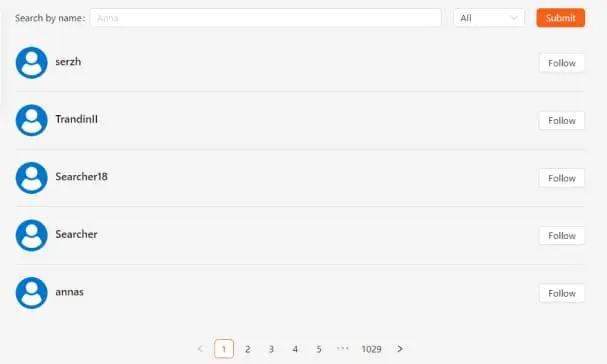 Search by name: Anna All Submit
serzh Follow
TrandinII Follow
Searcher18 Follow
Searcher Follow
annas Follow
< 1 2 3 4 5 ••• 1029 >